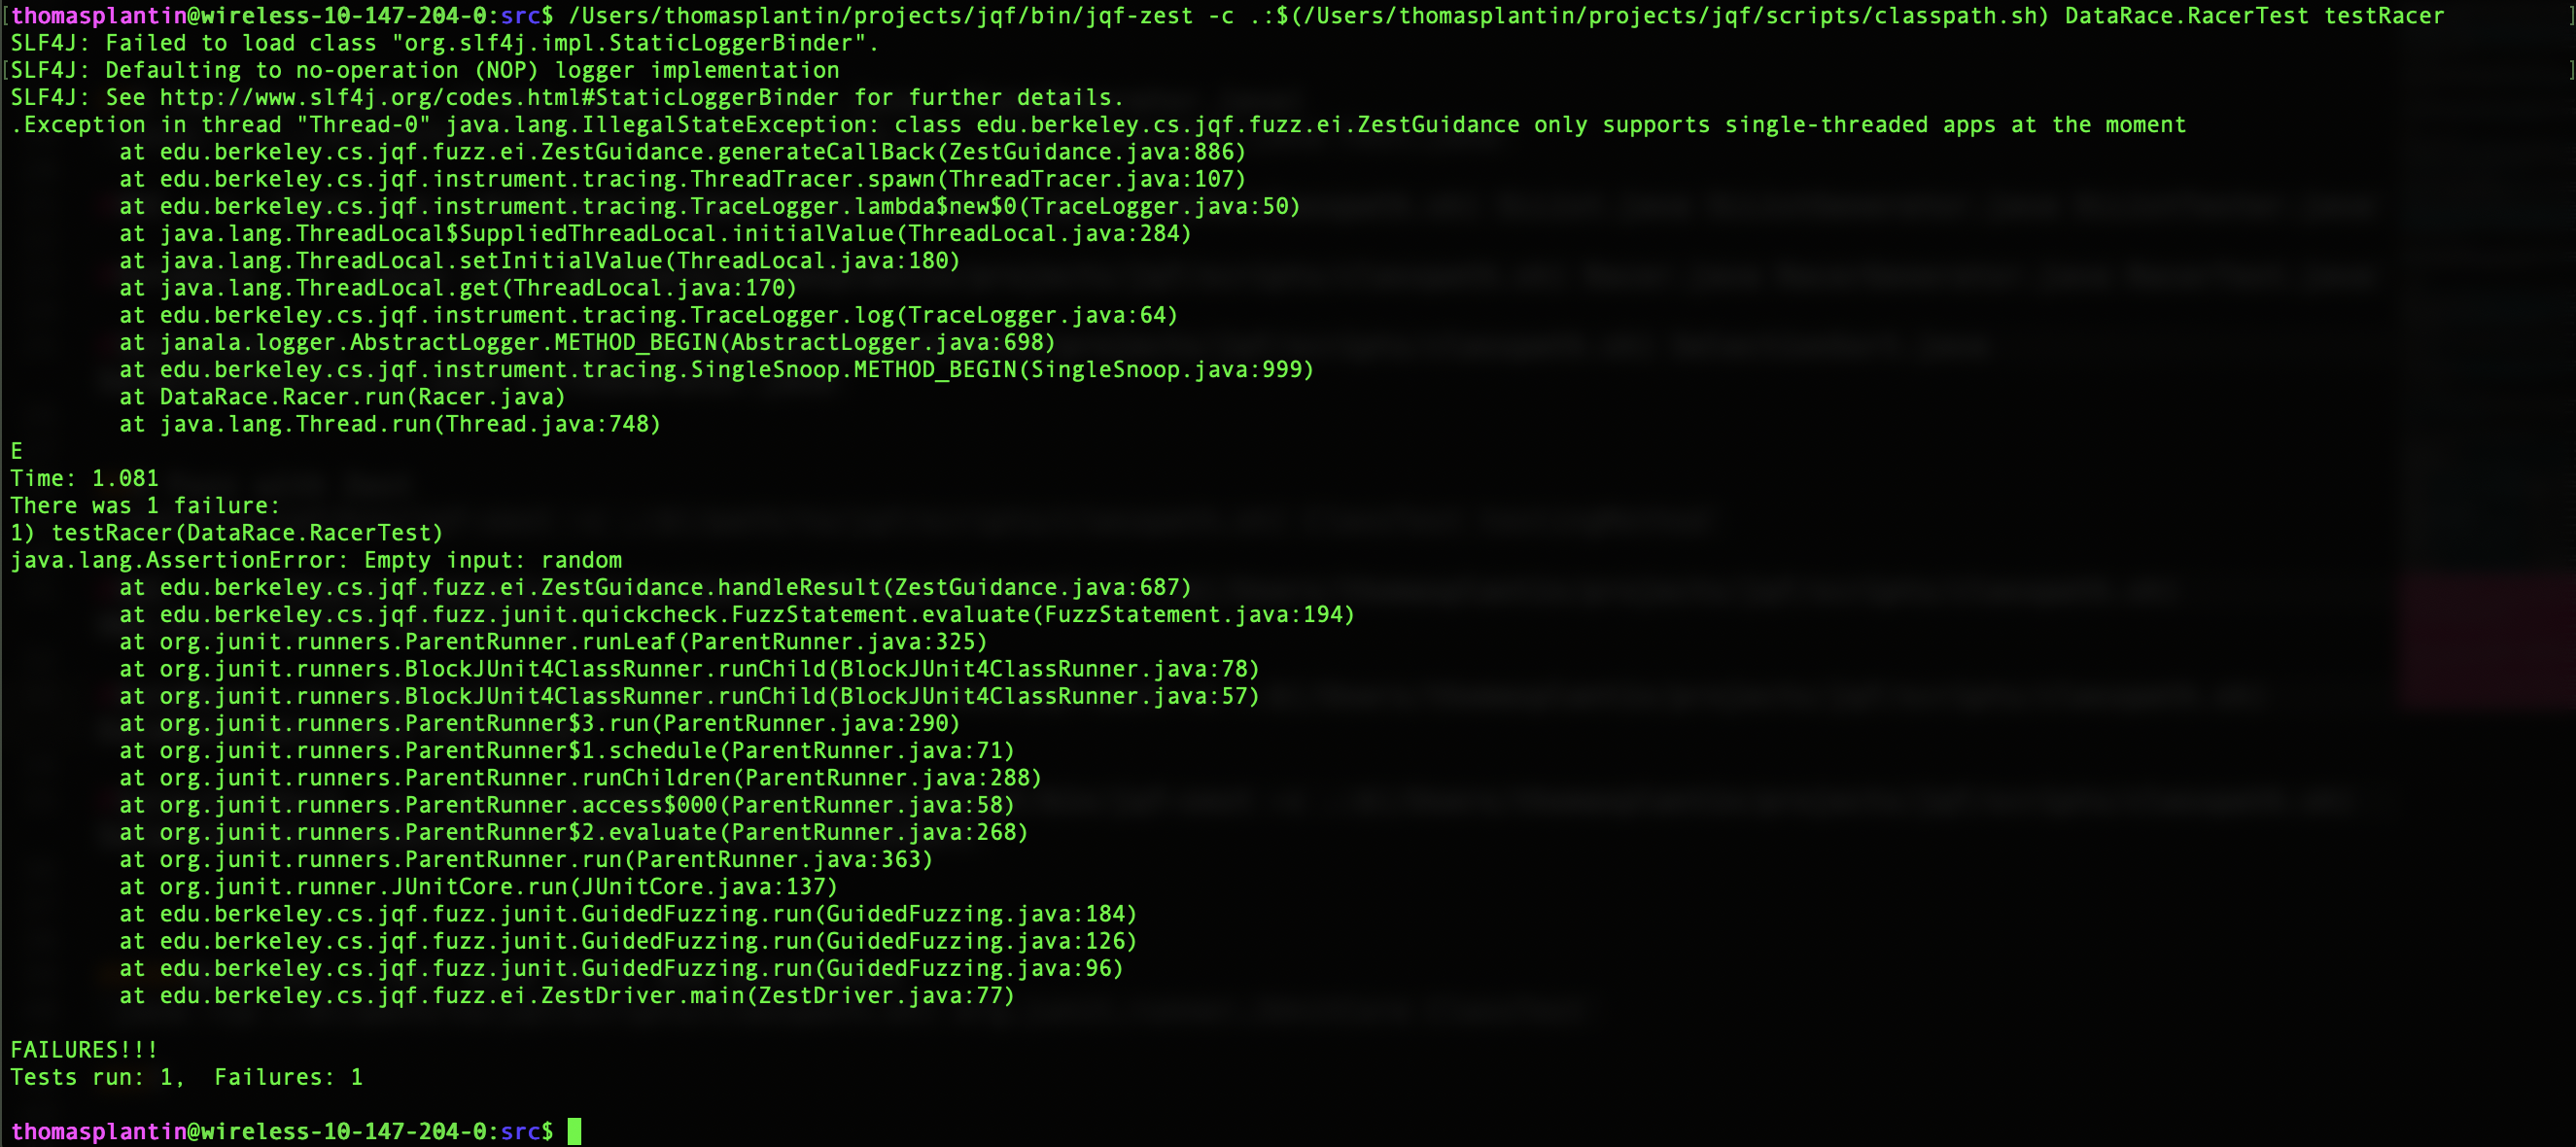 [thomasplantin@wireless-10-147-204-0:src$ /Users/thomasplantin/projects/jqf/bin/jqf-zest -c .:$(/Users/thomasplantin/projects/jqf/scripts/classpath.sh) DataRace.RacerTest testRacer ]
SLF4J: Failed to load class "org.slf4j.impl.StaticLoggerBinder".
[SLF4J: Defaulting to no-operation (NOP) logger implementation ]
SLF4J: See http://www.slf4j.org/codes.html#StaticLoggerBinder for further details.
.Exception in thread "Thread-0" java.lang.IllegalStateException: class edu.berkeley.cs.jqf.fuzz.ei.ZestGuidance only supports single-threaded apps at the moment
        at edu.berkeley.cs.jqf.fuzz.ei.ZestGuidance.generateCallBack(ZestGuidance.java:886)
        at edu.berkeley.cs.jqf.instrument.tracing.ThreadTracer.spawn(ThreadTracer.java:107)
        at edu.berkeley.cs.jqf.instrument.tracing.TraceLogger.lambda$new$0(TraceLogger.java:50)
        at java.lang.ThreadLocal$SuppliedThreadLocal.initialValue(ThreadLocal.java:284)
        at java.lang.ThreadLocal.setInitialValue(ThreadLocal.java:180)
        at java.lang.ThreadLocal.get(ThreadLocal.java:170)
        at edu.berkeley.cs.jqf.instrument.tracing.TraceLogger.log(TraceLogger.java:64)
        at janala.logger.AbstractLogger.METHOD_BEGIN(AbstractLogger.java:698)
        at edu.berkeley.cs.jqf.instrument.tracing.SingleSnoop.METHOD_BEGIN(SingleSnoop.java:999)
        at DataRace.Racer.run(Racer.java)
        at java.lang.Thread.run(Thread.java:748)
E
Time: 1.081
There was 1 failure:
1) testRacer(DataRace.RacerTest)
java.lang.AssertionError: Empty input: random
        at edu.berkeley.cs.jqf.fuzz.ei.ZestGuidance.handleResult(ZestGuidance.java:687)
        at edu.berkeley.cs.jqf.fuzz.junit.quickcheck.FuzzStatement.evaluate(FuzzStatement.java:194)
        at org.junit.runners.ParentRunner.runLeaf(ParentRunner.java:325)
        at org.junit.runners.BlockJUnit4ClassRunner.runChild(BlockJUnit4ClassRunner.java:78)
        at org.junit.runners.BlockJUnit4ClassRunner.runChild(BlockJUnit4ClassRunner.java:57)
        at org.junit.runners.ParentRunner$3.run(ParentRunner.java:290)
        at org.junit.runners.ParentRunner$1.schedule(ParentRunner.java:71)
        at org.junit.runners.ParentRunner.runChildren(ParentRunner.java:288)
        at org.junit.runners.ParentRunner.access$000(ParentRunner.java:58)
        at org.junit.runners.ParentRunner$2.evaluate(ParentRunner.java:268)
        at org.junit.runners.ParentRunner.run(ParentRunner.java:363)
        at org.junit.runner.JUnitCore.run(JUnitCore.java:137)
        at edu.berkeley.cs.jqf.fuzz.junit.GuidedFuzzing.run(GuidedFuzzing.java:184)
        at edu.berkeley.cs.jqf.fuzz.junit.GuidedFuzzing.run(GuidedFuzzing.java:126)
        at edu.berkeley.cs.jqf.fuzz.junit.GuidedFuzzing.run(GuidedFuzzing.java:96)
        at edu.berkeley.cs.jqf.fuzz.ei.ZestDriver.main(ZestDriver.java:77)
FAILURES!!!
Tests run: 1,  Failures: 1
thomasplantin@wireless-10-147-204-0:src$